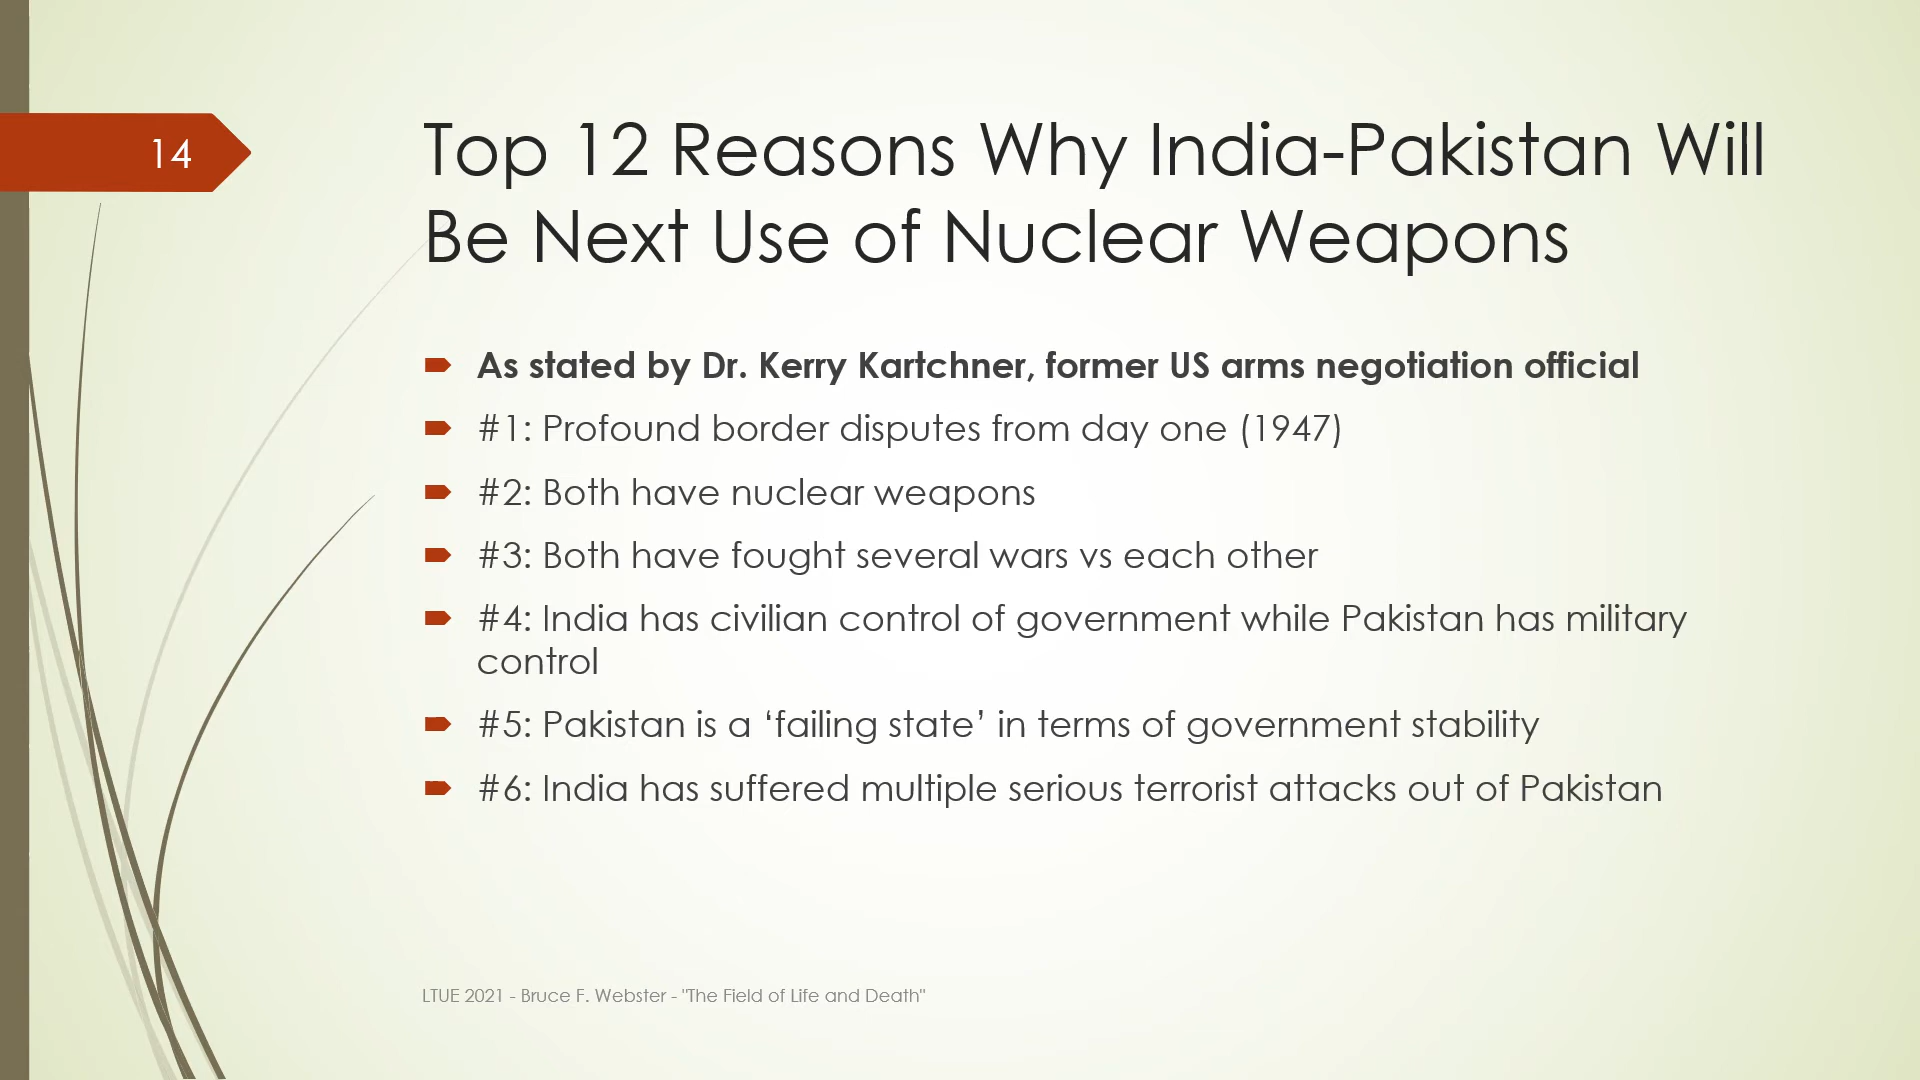 14
Top 12 Reasons Why India-Pakistan Will
Be Next Use of Nuclear Weapons
As stated by Dr. Kerry Kartchner, former US arms negotiation official
#1: Profound border disputes from day one (1947)
#2: Both have nuclear weapons
#3: Both have fought several wars vs each other
#4: India has civilian control of government while Pakistan has military
control
#5: Pakistan is a ‘failing state’ in terms of government stability
#6: India has suffered multiple serious terrorist attacks out of Pakistan
LTUE 2021 - Bruce F. Webster - "The Field of Life and Death"